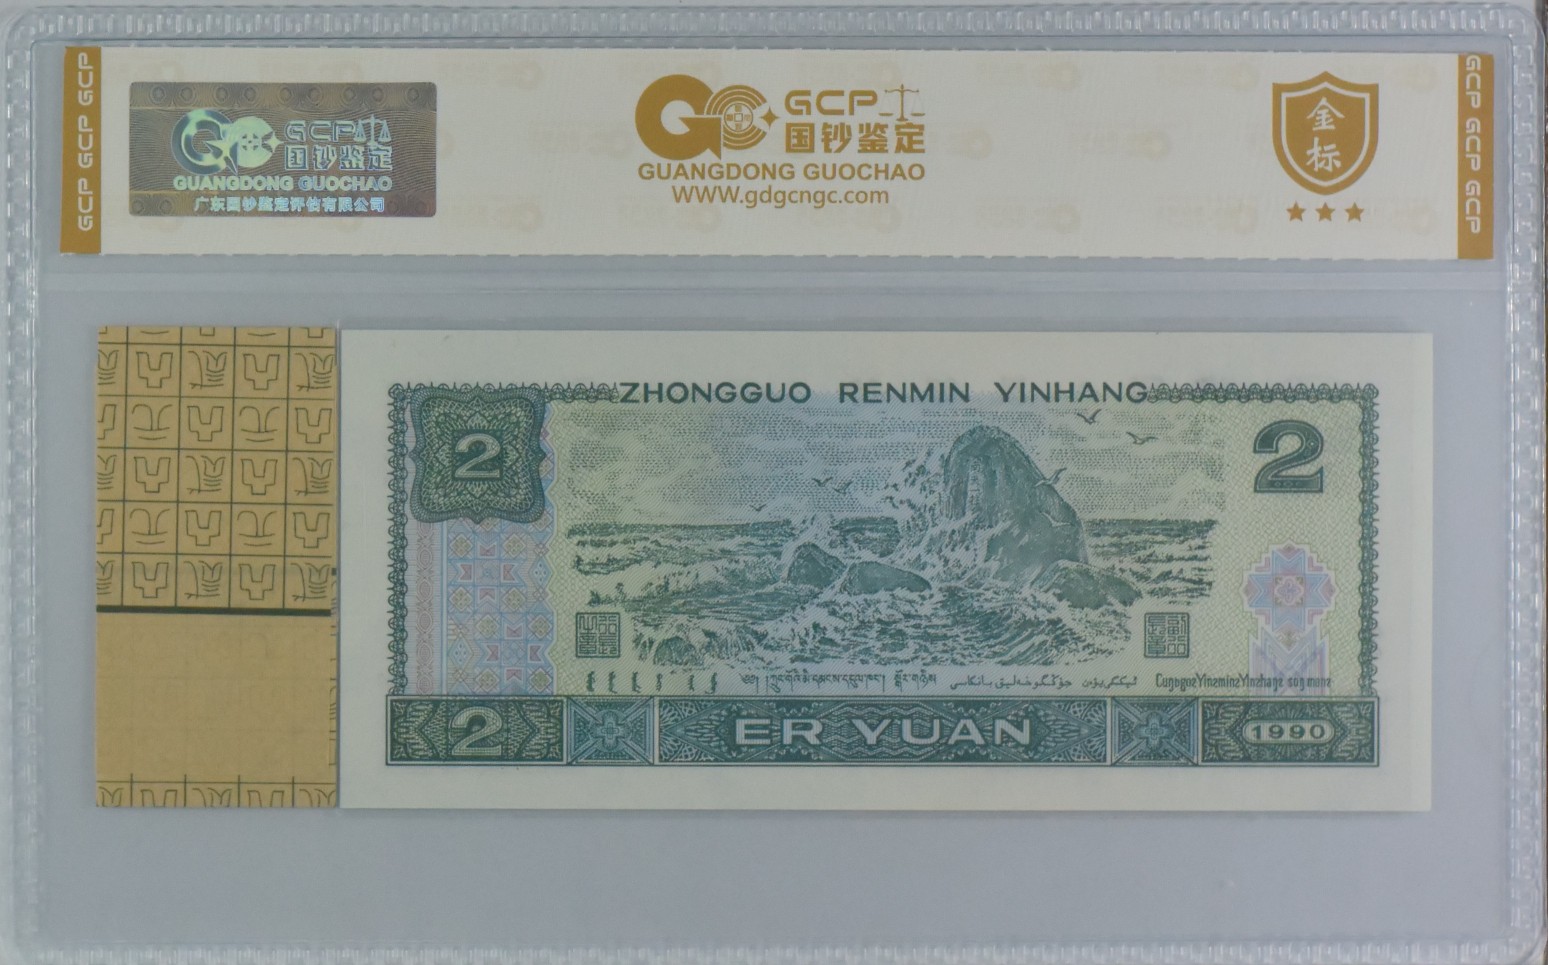 GCP GCP GCP
GCP
国钞鉴定
GUANGDONG GUOCHAO
广东国钞鉴定评估有限公司
GCP
国钞鉴定
GUANGDONG GUOCHAO
WWW.gdgcngc.com
金标
GCP GCP GCP
ZHONGGUO RENMIN YINHANG
2
2
2
ER YUAN
1990